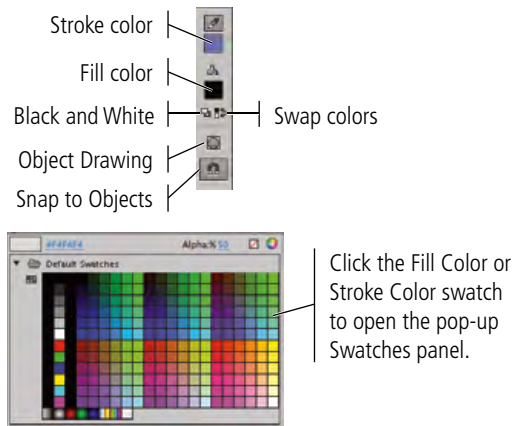 Stroke color
Fill color
Black and White
Swap colors
Object Drawing
Snap to Objects
#F4F4F4 Alpha:% 50
Default Swatches
Click the Fill Color or
Stroke Color swatch
to open the pop-up
Swatches panel.